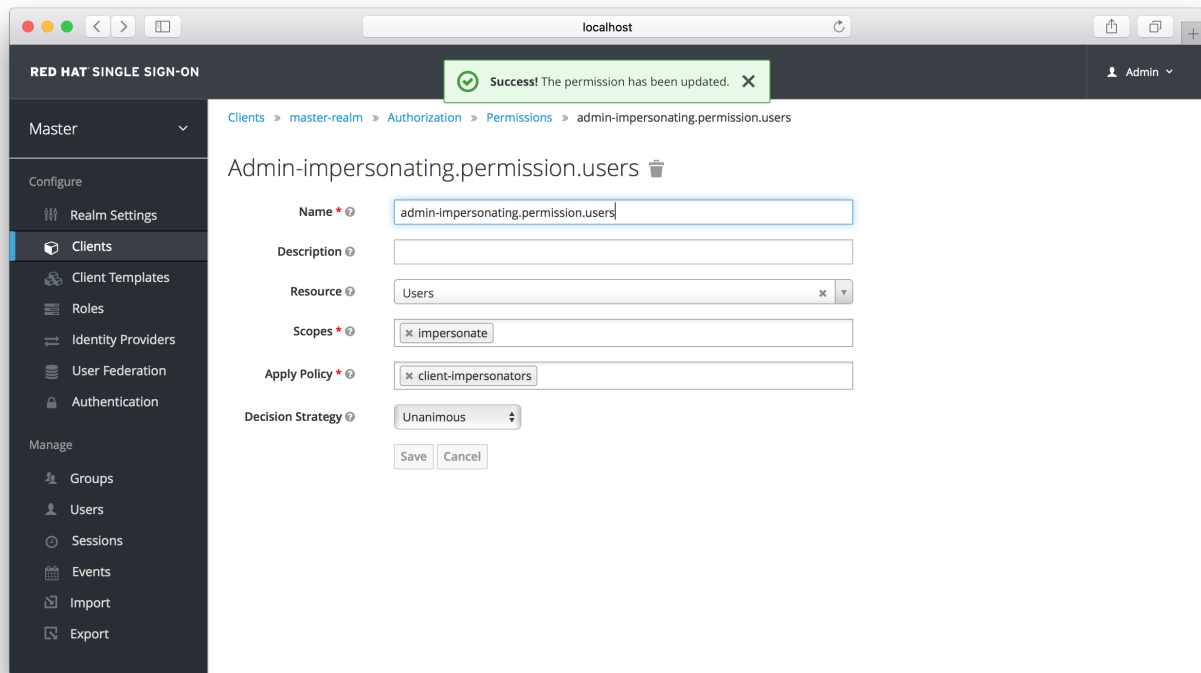 localhost
RED HAT SINGLE SIGN-ON
Success! The permission has been updated.
Admin
Master
Clients » master-realm » Authorization » Permissions » admin-impersonating.permission.users
Admin-impersonating.permission.users
Configure
Realm Settings
Clients
Client Templates
Roles
Identity Providers
User Federation
Authentication
Manage
Groups
Users
Sessions
Events
Import
Export
Name * admin-impersonating.permission.users
Description
Resource Users
Scopes * impersonate
Apply Policy * client-impersonators
Decision Strategy Unanimous
Save Cancel